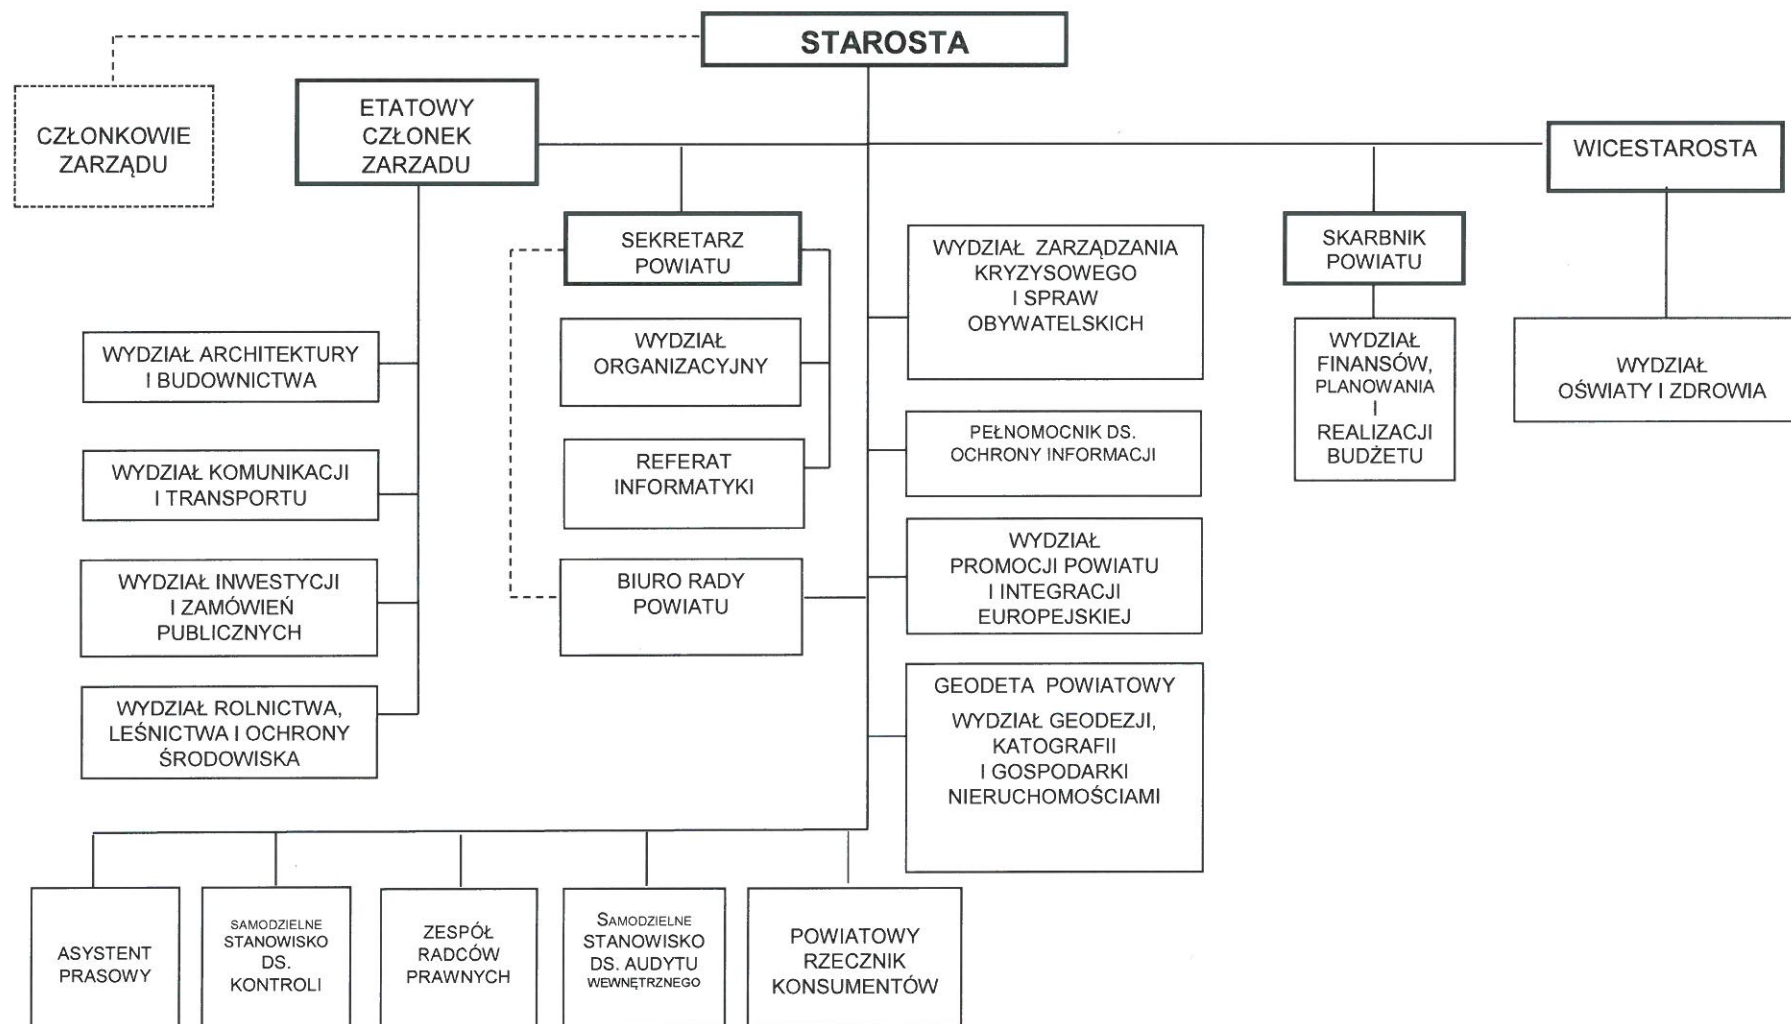 STAROSTA
CZŁONKOWIE
ZARZĄDU
ETATOWY
CZŁONEK
ZARZADU
WICESTAROSTA
SEKRETARZ
POWIATU
WYDZIAŁ ZARZĄDZANIA
KRYZYSOWEGO
I SPRAW
OBYWATELSKICH
SKARBNIK
POWIATU
WYDZIAŁ ARCHITEKTURY
I BUDOWNICTWA
WYDZIAŁ
ORGANIZACYJNY
WYDZIAŁ
FINANSÓW,
PLANOWANIA
I
REALIZACJI
BUDŻETU
WYDZIAŁ
OŚWIATY I ZDROWIA
PEŁNOMOCNIK DS.
OCHRONY INFORMACJI
WYDZIAŁ KOMUNIKACJI
I TRANSPORTU
REFERAT
INFORMATYKI
WYDZIAŁ
PROMOCJI POWIATU
I INTEGRACJI
EUROPEJSKIEJ
WYDZIAŁ INWESTYCJI
I ZAMÓWIEŃ
PUBLICZNYCH
BIURO RADY
POWIATU
GEODETA POWIATOWY
WYDZIAŁ GEODEZJI,
KATOGRAFII
I GOSPODARKI
NIERUCHOMOŚCIAMI
WYDZIAŁ ROLNICTWA,
LEŚNICTWA I OCHRONY
ŚRODOWISKA
ASYSTENT
PRASOWY
SAMODZIELNE
STANOWISKO
DS.
KONTROLI
ZESPÓŁ
RADCÓW
PRAWNYCH
SAMODZIELNE
STANOWISKO
DS. AUDYTU
WEWNĘTRZNEGO
POWIATOWY
RZECZNIK
KONSUMENTÓW